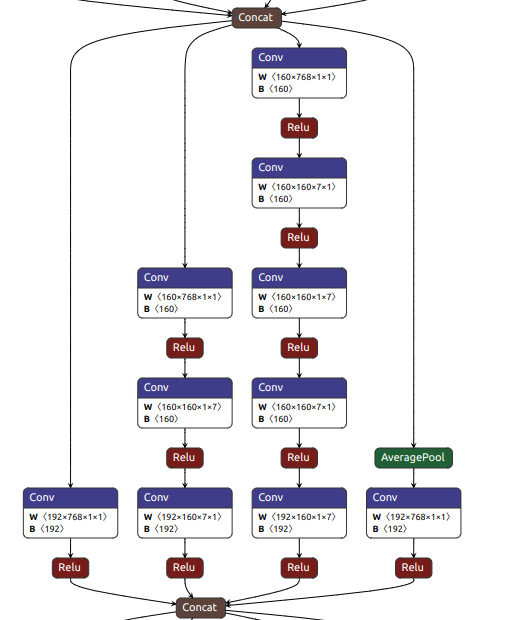 Concat
Conv
W 〈160×768×1×1〉
B 〈160〉
Relu
Conv
W 〈160×160×7×1〉
B 〈160〉
Relu
Conv
W 〈160×768×1×1〉
B 〈160〉
Conv
W 〈160×160×1×7〉
B 〈160〉
Relu
Relu
Conv
W 〈160×160×1×7〉
B 〈160〉
Conv
W 〈160×160×7×1〉
B 〈160〉
Relu
Relu
AveragePool
Conv
W 〈192×768×1×1〉
B 〈192〉
Conv
W 〈192×160×7×1〉
B 〈192〉
Conv
W 〈192×160×1×7〉
B 〈192〉
Conv
W 〈192×768×1×1〉
B 〈192〉
Relu
Relu
Relu
Relu
Concat